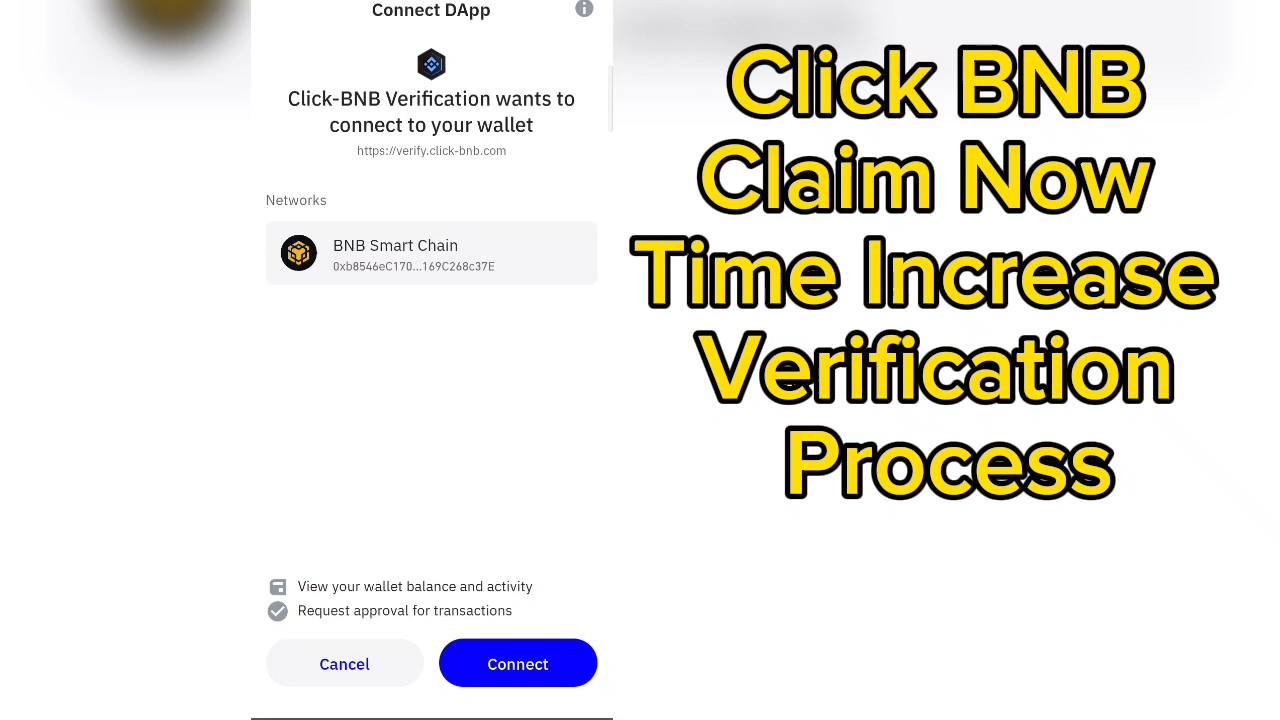 Connect DApp
Click-BNB Verification wants to
connect to your wallet
https://verify.click-bnb.com
Networks
BNB Smart Chain
0xb8546eC170...169C268c37E
View your wallet balance and activity
Request approval for transactions
Cancel
Connect
Click BNB
Claim Now
Time Increase
Verification
Process